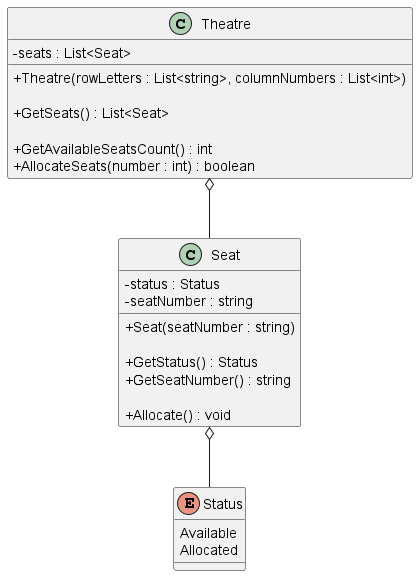 C Theatre
-seats : List<Seat>
+Theatre(rowLetters : List<string>, columnNumbers : List<int>)
+GetSeats() : List<Seat>
+GetAvailableSeatsCount() : int
+AllocateSeats(number : int) : boolean
C Seat
-status : Status
-seatNumber : string
+Seat(seatNumber : string)
+GetStatus() : Status
+GetSeatNumber() : string
+Allocate() : void
E Status
Available
Allocated